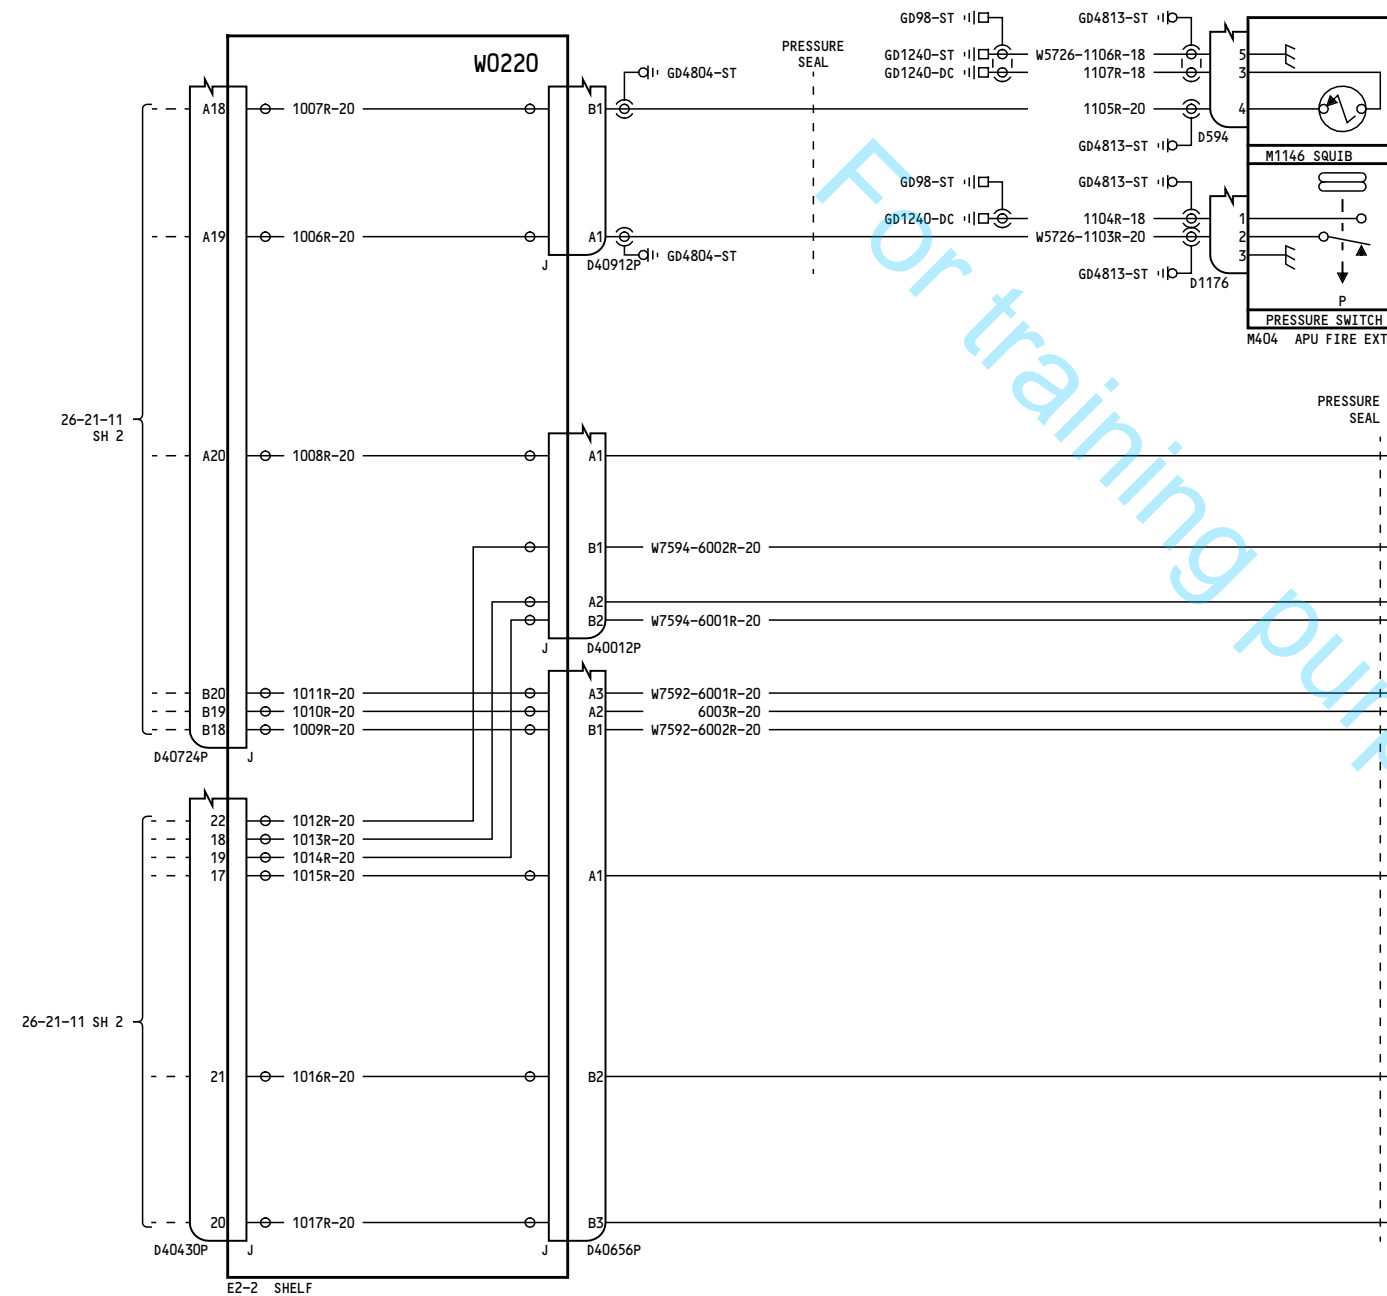 GD98-ST
GD4813-ST
W0220
PRESSURE
SEAL
GD4804-ST
GD1240-ST
W5726-1106R-18
5
GD1240-DC
1107R-18
3
A18
1007R-20
B1
1105R-20
4
GD4813-ST
D594
M1146 SQUIB
GD98-ST
GD4813-ST
GD1240-DC
1104R-18
1
A19
1006R-20
A1
W5726-1103R-20
2
GD4804-ST
3
J
D40912P
GD4813-ST
D1176
P
PRESSURE SWITCH
M404 APU FIRE EXT
PRESSURE
SEAL
26-21-11
SH 2
A20
1008R-20
A1
B1
W7594-6002R-20
A2
B2
W7594-6001R-20
J
D40012P
B20
1011R-20
A3
W7592-6001R-20
B19
1010R-20
A2
6003R-20
B18
1009R-20
B1
W7592-6002R-20
D40724P
J
22
1012R-20
18
1013R-20
19
1014R-20
17
1015R-20
A1
26-21-11 SH 2
21
1016R-20
B2
20
1017R-20
B3
D40430P
J
J
D40656P
E2-2 SHELF
For training pur